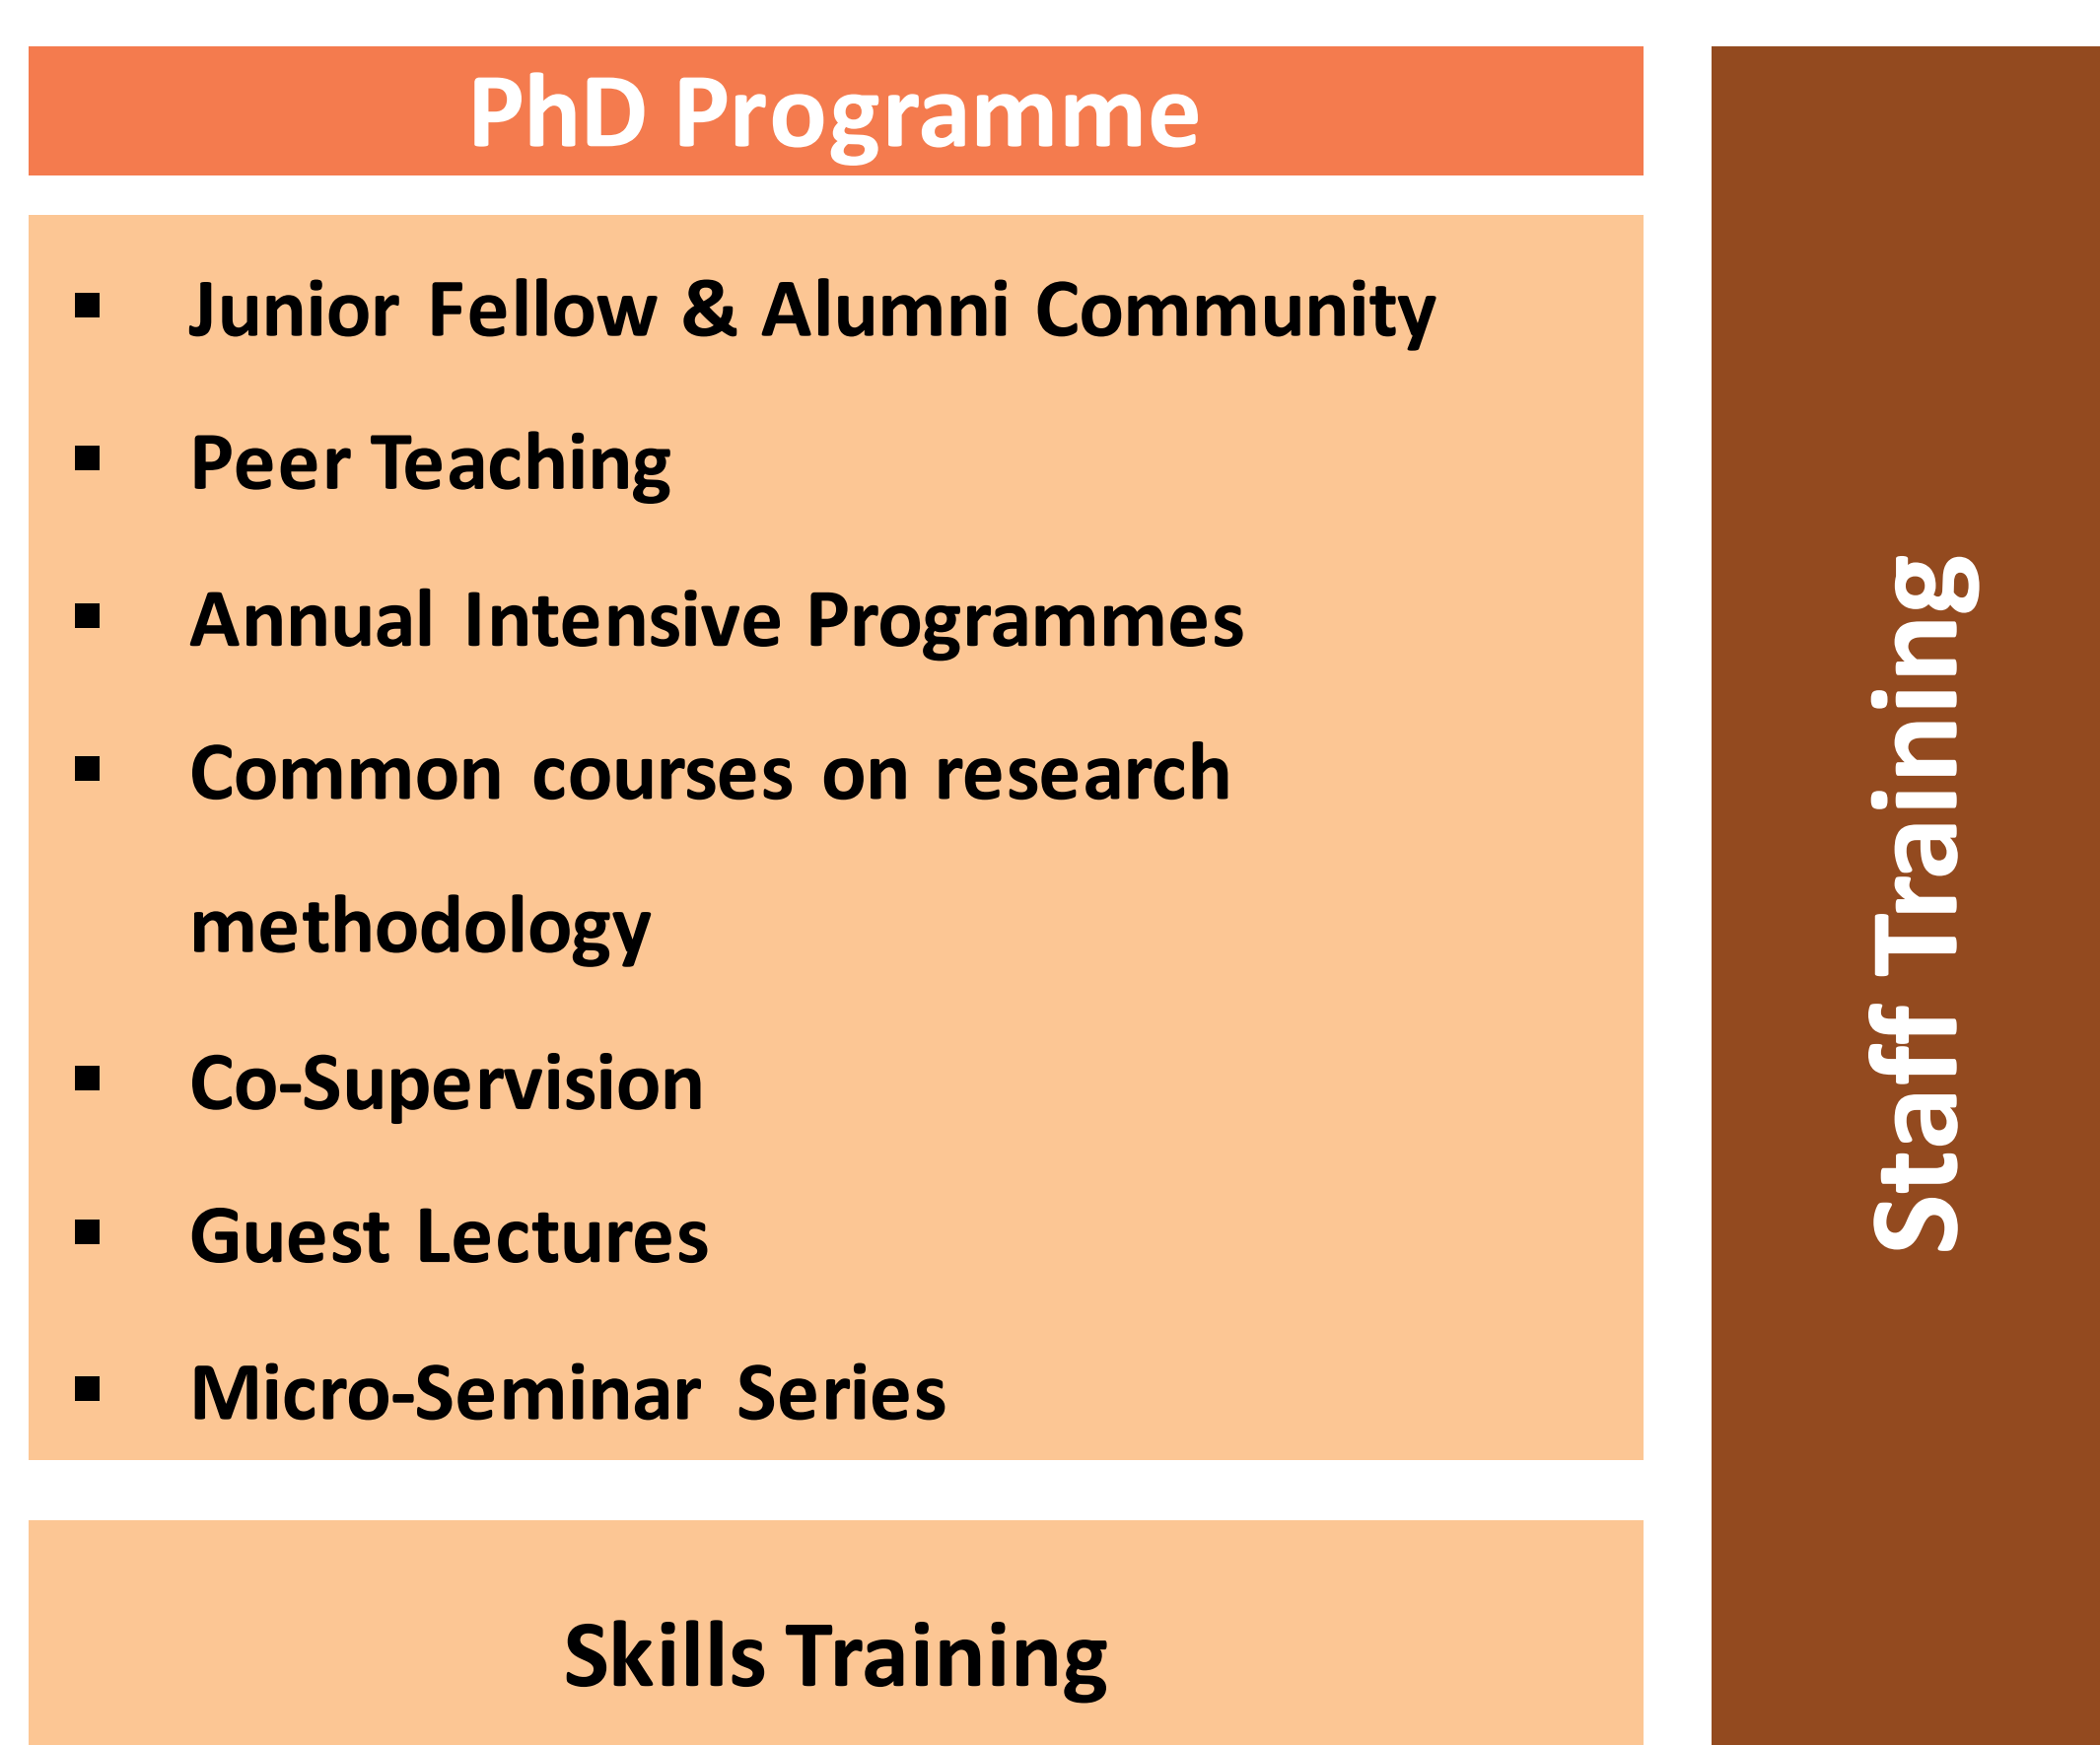 PhD Programme
▪ Junior Fellow & Alumni Community
▪ Peer Teaching
▪ Annual Intensive Programmes
▪ Common courses on research
methodology
▪ Co-Supervision
▪ Guest Lectures
▪ Micro-Seminar Series
Skills Training
Staff Training